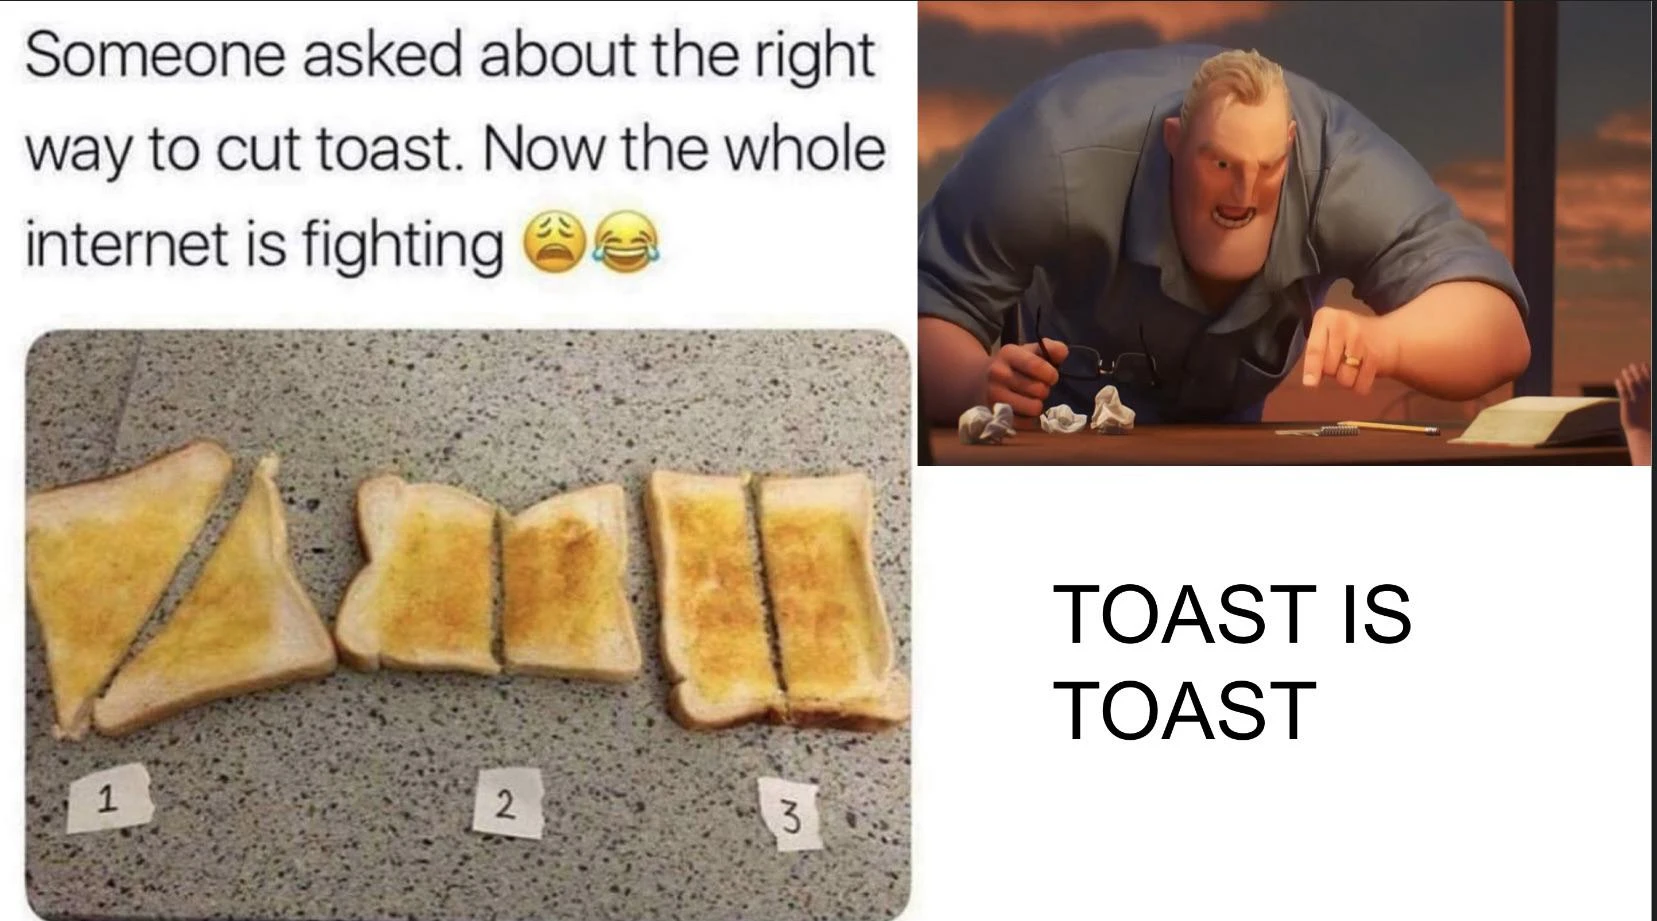 Someone asked about the right
way to cut toast. Now the whole
internet is fighting 😩😂
1
2
3
TOAST IS
TOAST